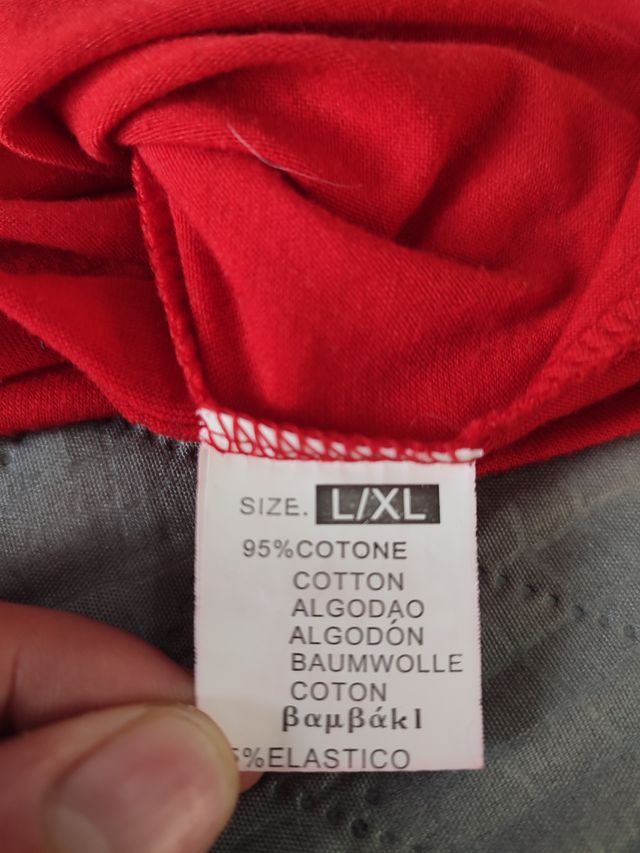 SIZE. L/XL
95%COTONE
COTTON
ALGODAO
ALGODÓN
BAUMWOLLE
COTON
βαμβάκι
5%ELASTICO